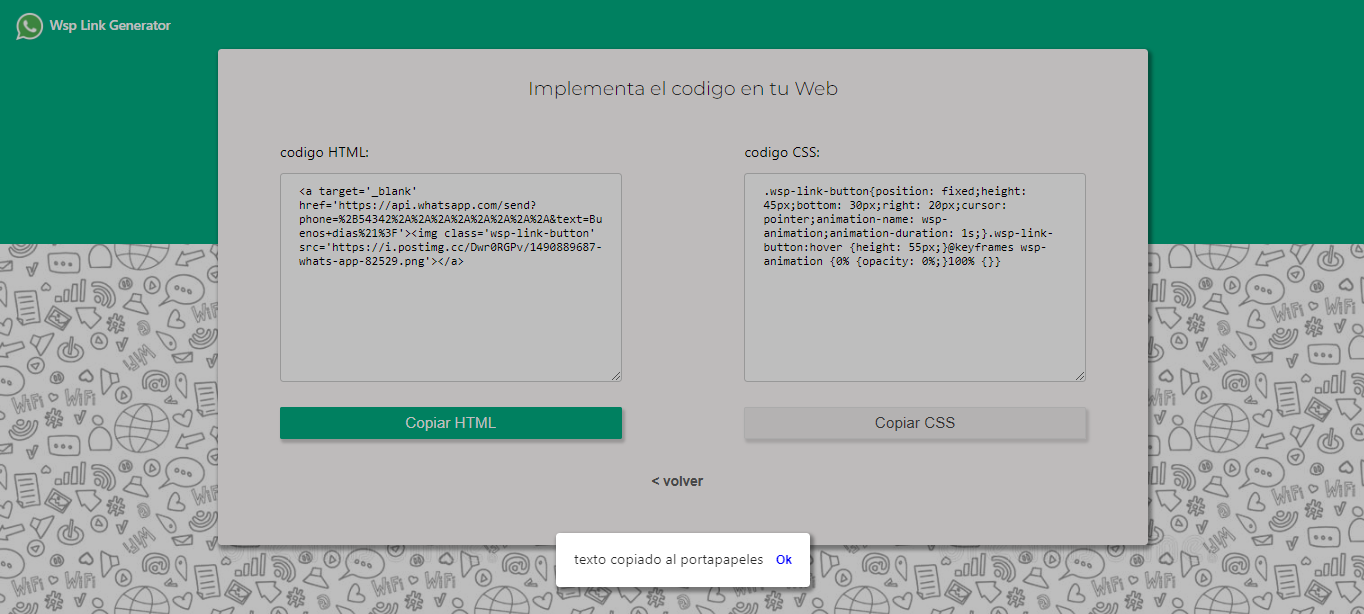 Wsp Link Generator
Implementa el codigo en tu Web
codigo HTML:
<a target='_blank'
href='https://api.whatsapp.com/send?
phone=%2B54342%2A%2A%2A%2A%2A%2A%2A%2A&text=Bu
enos+dias%21%3F'><img class='wsp-link-button'
src='https://i.postimg.cc/Dwr0RGPv/1490889687-
whats-app-82529.png'></a>
Copiar HTML
codigo CSS:
.wsp-link-button{position: fixed;height:
45px;bottom: 30px;right: 20px;cursor:
pointer;animation-name: wsp-
animation;animation-duration: 1s;}.wsp-link-
button:hover {height: 55px;}@keyframes wsp-
animation {0% {opacity: 0%;}100% {}}
Copiar CSS
< volver
texto copiado al portapapeles Ok